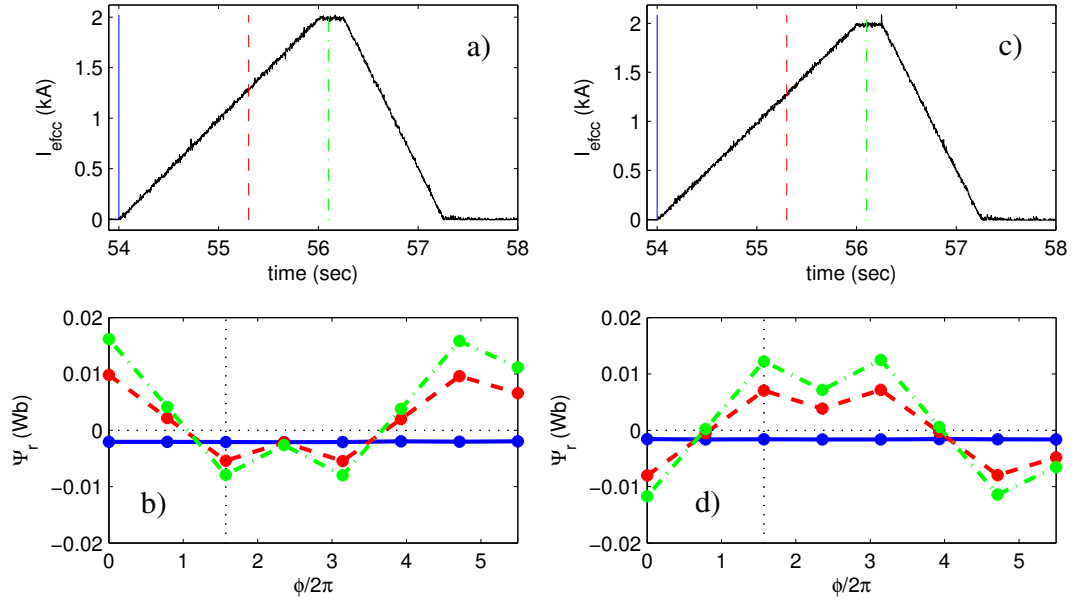 2
1.5
1
0.5
0
I_efcc (kA)
a)
54 55 56 57 58
time (sec)
2
1.5
1
0.5
0
I_efcc (kA)
c)
54 55 56 57 58
time (sec)
0.02
0.01
0
−0.01
−0.02
Ψ_r (Wb)
b)
0 1 2 3 4 5
ϕ/2π
0.02
0.01
0
−0.01
−0.02
Ψ_r (Wb)
d)
0 1 2 3 4 5
ϕ/2π